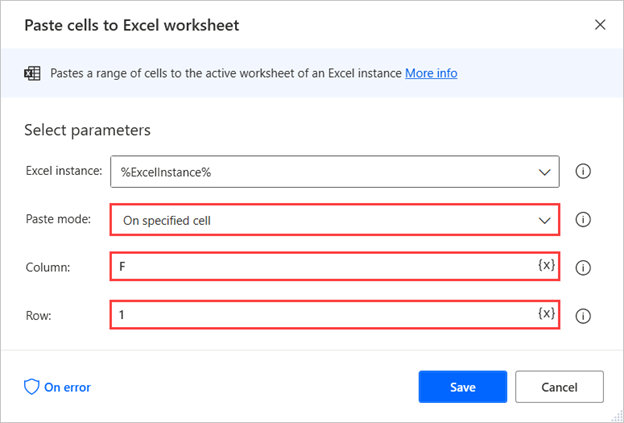 Paste cells to Excel worksheet
Pastes a range of cells to the active worksheet of an Excel instance More info
Select parameters
Excel instance: %ExcelInstance%
Paste mode: On specified cell
Column: F {x}
Row: 1 {x}
On error Save Cancel